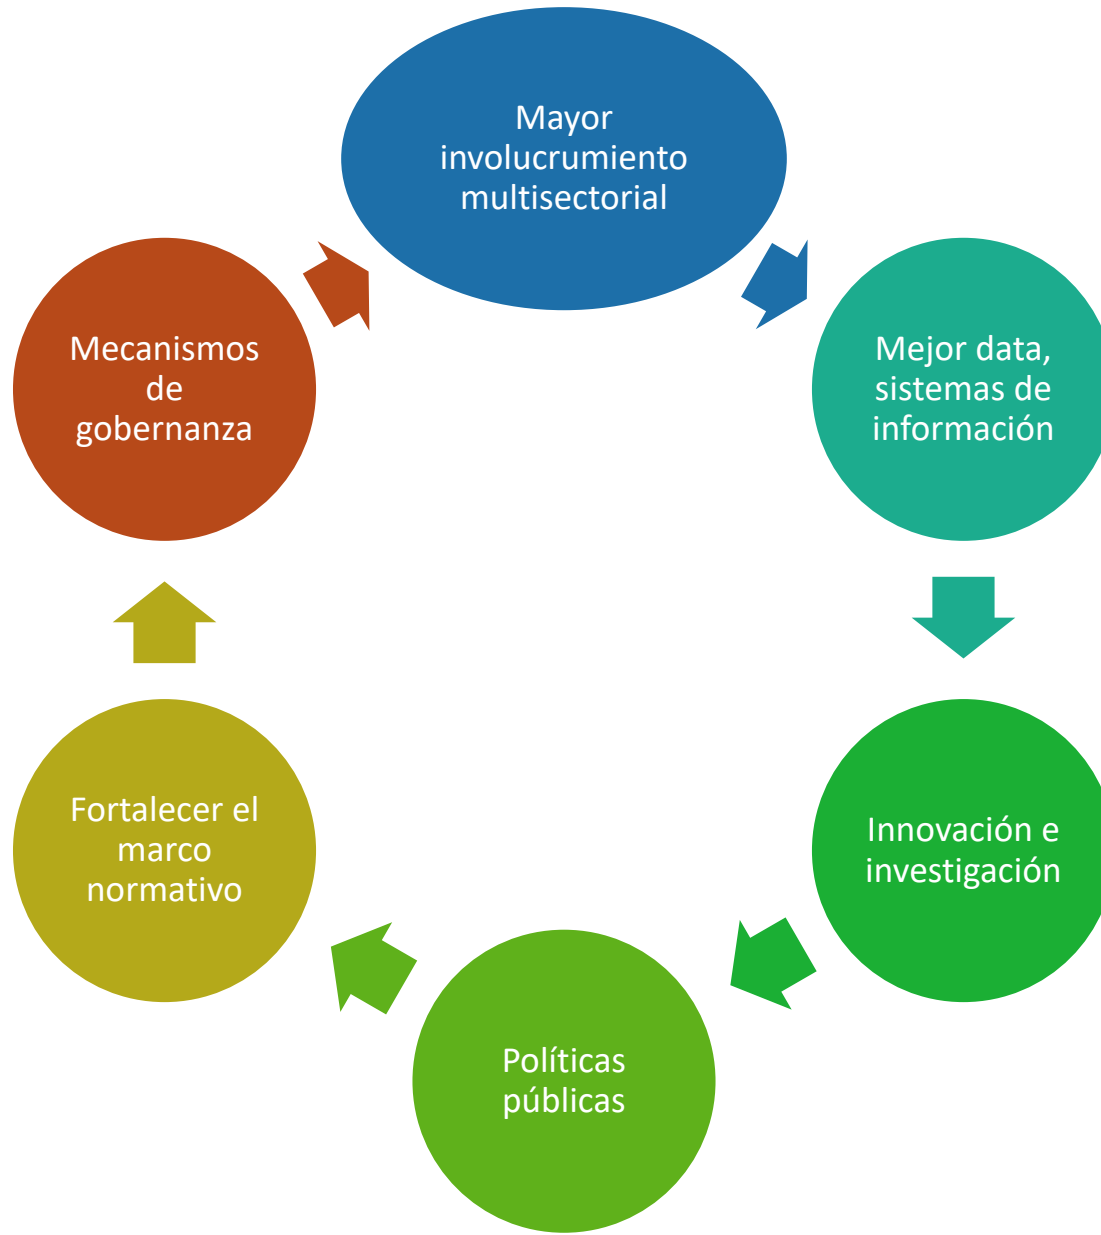 Mayor
involucrumiento
multisectorial
Mejor data,
sistemas de
información
Innovación e
investigación
Políticas
públicas
Fortalecer el
marco
normativo
Mecanismos
de
gobernanza